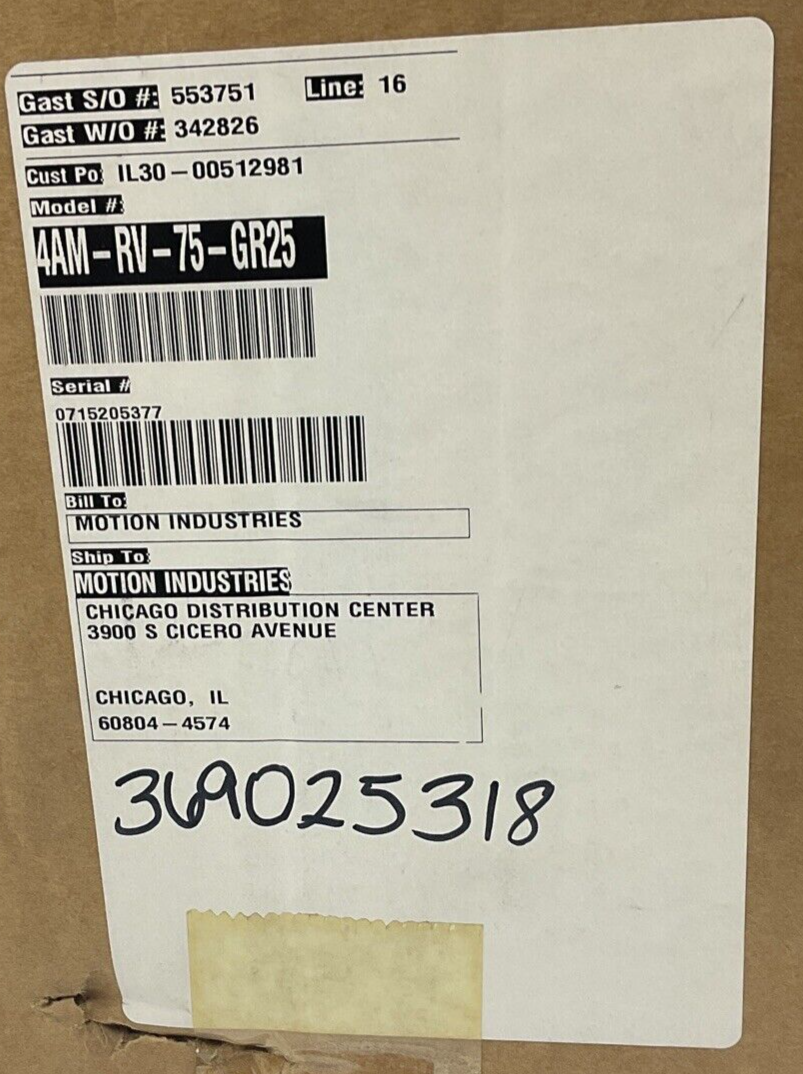 Gast S/O #: 553751 Line: 16
Gast W/O #: 342826
Cust Po: IL30-00512981
Model #:
4AM-RV-75-GR25
Serial #
0715205377
Bill To:
MOTION INDUSTRIES
Ship To:
MOTION INDUSTRIES
CHICAGO DISTRIBUTION CENTER
3900 S CICERO AVENUE
CHICAGO, IL
60804-4574
369025318